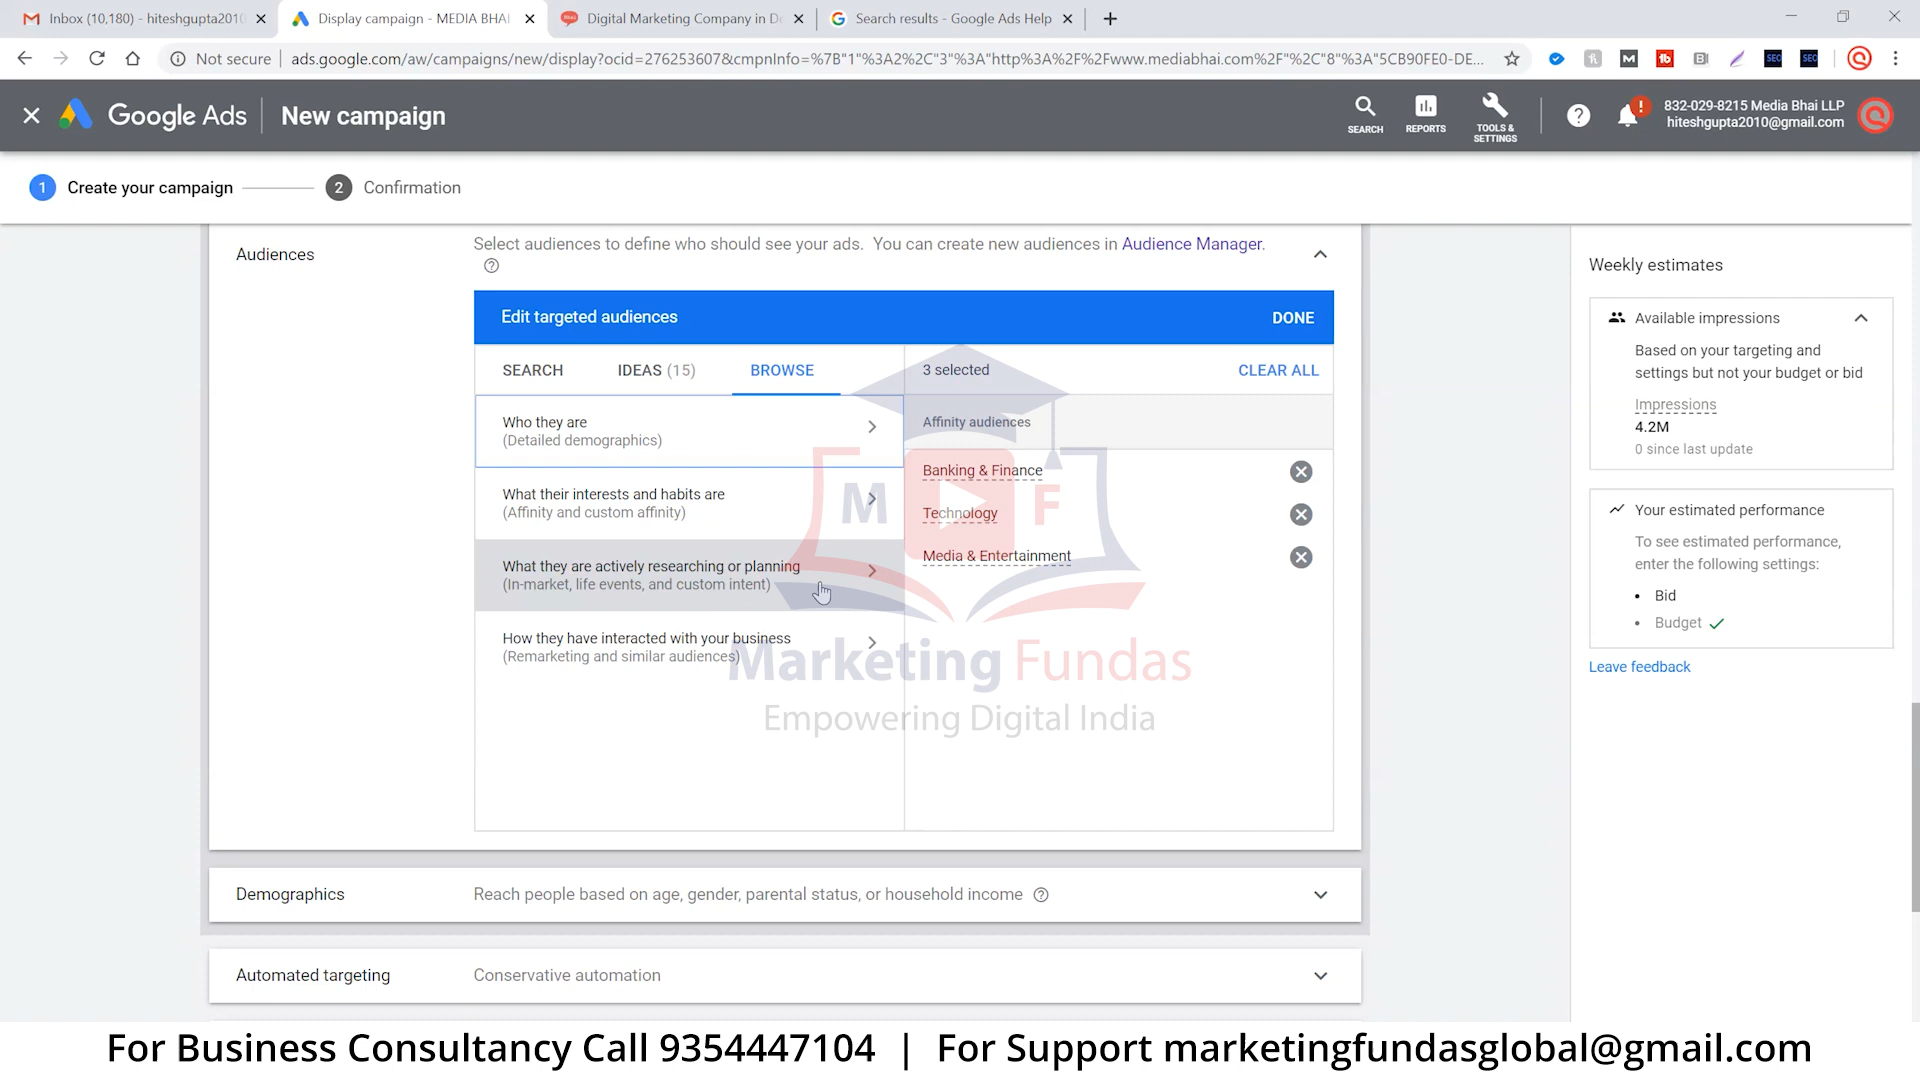 Inbox (10,180) - hiteshgupta2010
Display campaign - MEDIA BHAI
Digital Marketing Company in De
Search results - Google Ads Help
Not secure
ads.google.com/aw/campaigns/new/display?ocid=276253607&cmpnInfo=%7B"1"%3A2%2C"3"%3A"http%3A%2F%2Fwww.mediabhai.com%2F"%2C"8"%3A"5CB90FE0-DE...
Google Ads
New campaign
SEARCH
REPORTS
TOOLS &
SETTINGS
832-029-8215 Media Bhai LLP
hiteshgupta2010@gmail.com
1 Create your campaign
2 Confirmation
Audiences
Select audiences to define who should see your ads. You can create new audiences in Audience Manager.
Edit targeted audiences
DONE
SEARCH
IDEAS (15)
BROWSE
3 selected
CLEAR ALL
Who they are
(Detailed demographics)
What their interests and habits are
(Affinity and custom affinity)
What they are actively researching or planning
(In-market, life events, and custom intent)
How they have interacted with your business
(Remarketing and similar audiences)
Affinity audiences
Banking & Finance
Technology
Media & Entertainment
M F
Marketing Fundas
Empowering Digital India
Weekly estimates
Available impressions
Based on your targeting and
settings but not your budget or bid
Impressions
4.2M
0 since last update
Your estimated performance
To see estimated performance,
enter the following settings:
• Bid
• Budget
Leave feedback
Demographics
Reach people based on age, gender, parental status, or household income
Automated targeting
Conservative automation
For Business Consultancy Call 9354447104 | For Support marketingfundasglobal@gmail.com